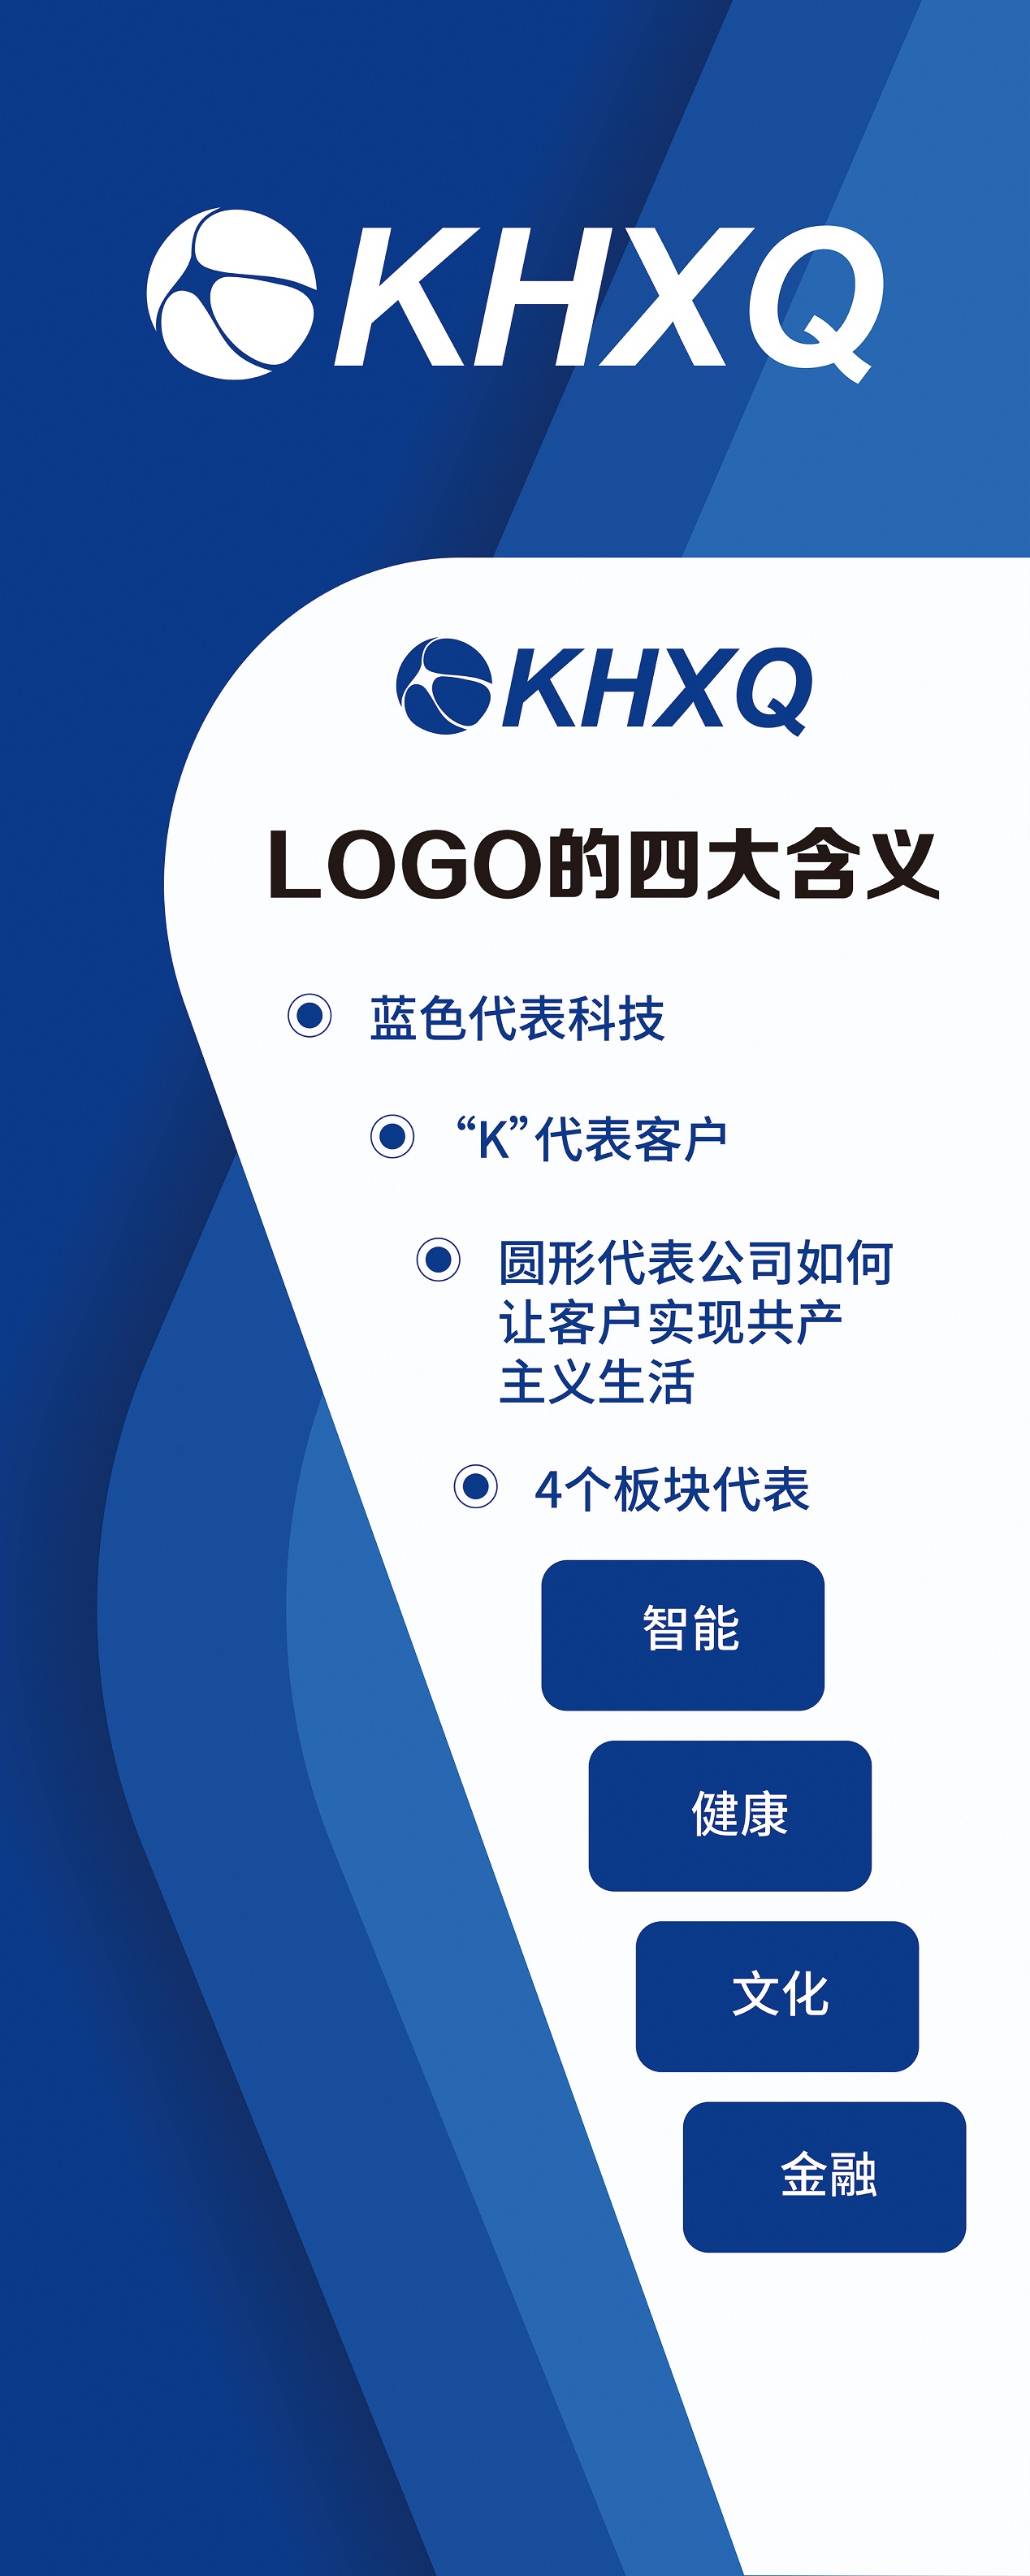 KHXQ
KHXQ
LOGO的四大含义
蓝色代表科技
“K”代表客户
圆形代表公司如何
让客户实现共产
主义生活
4个板块代表
智能
健康
文化
金融